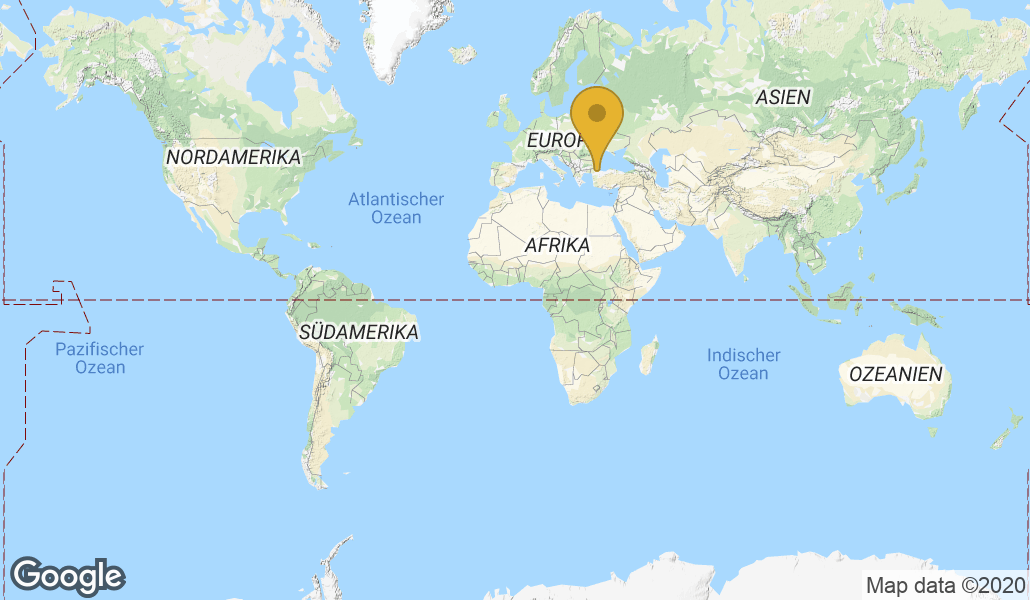 ASIEN
EUROP
NORDAMERIKA
Atlantischer
Ozean
AFRIKA
SÜDAMERIKA
Pazifischer
Ozean
Indischer
Ozean
OZEANIEN
Google
Map data ©2020